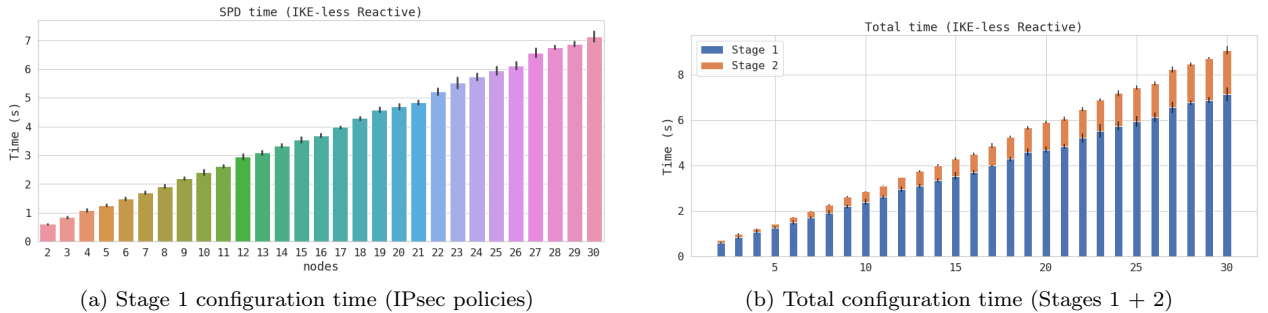 SPD time (IKE-less Reactive)
Time (s)
7
6
5
4
3
2
1
0
2 3 4 5 6 7 8 9 10 11 12 13 14 15 16 17 18 19 20 21 22 23 24 25 26 27 28 29 30
nodes
(a) Stage 1 configuration time (IPsec policies)
Total time (IKE-less Reactive)
Stage 1
Stage 2
Time (s)
8
6
4
2
0
5 10 15 20 25 30
(b) Total configuration time (Stages 1 + 2)